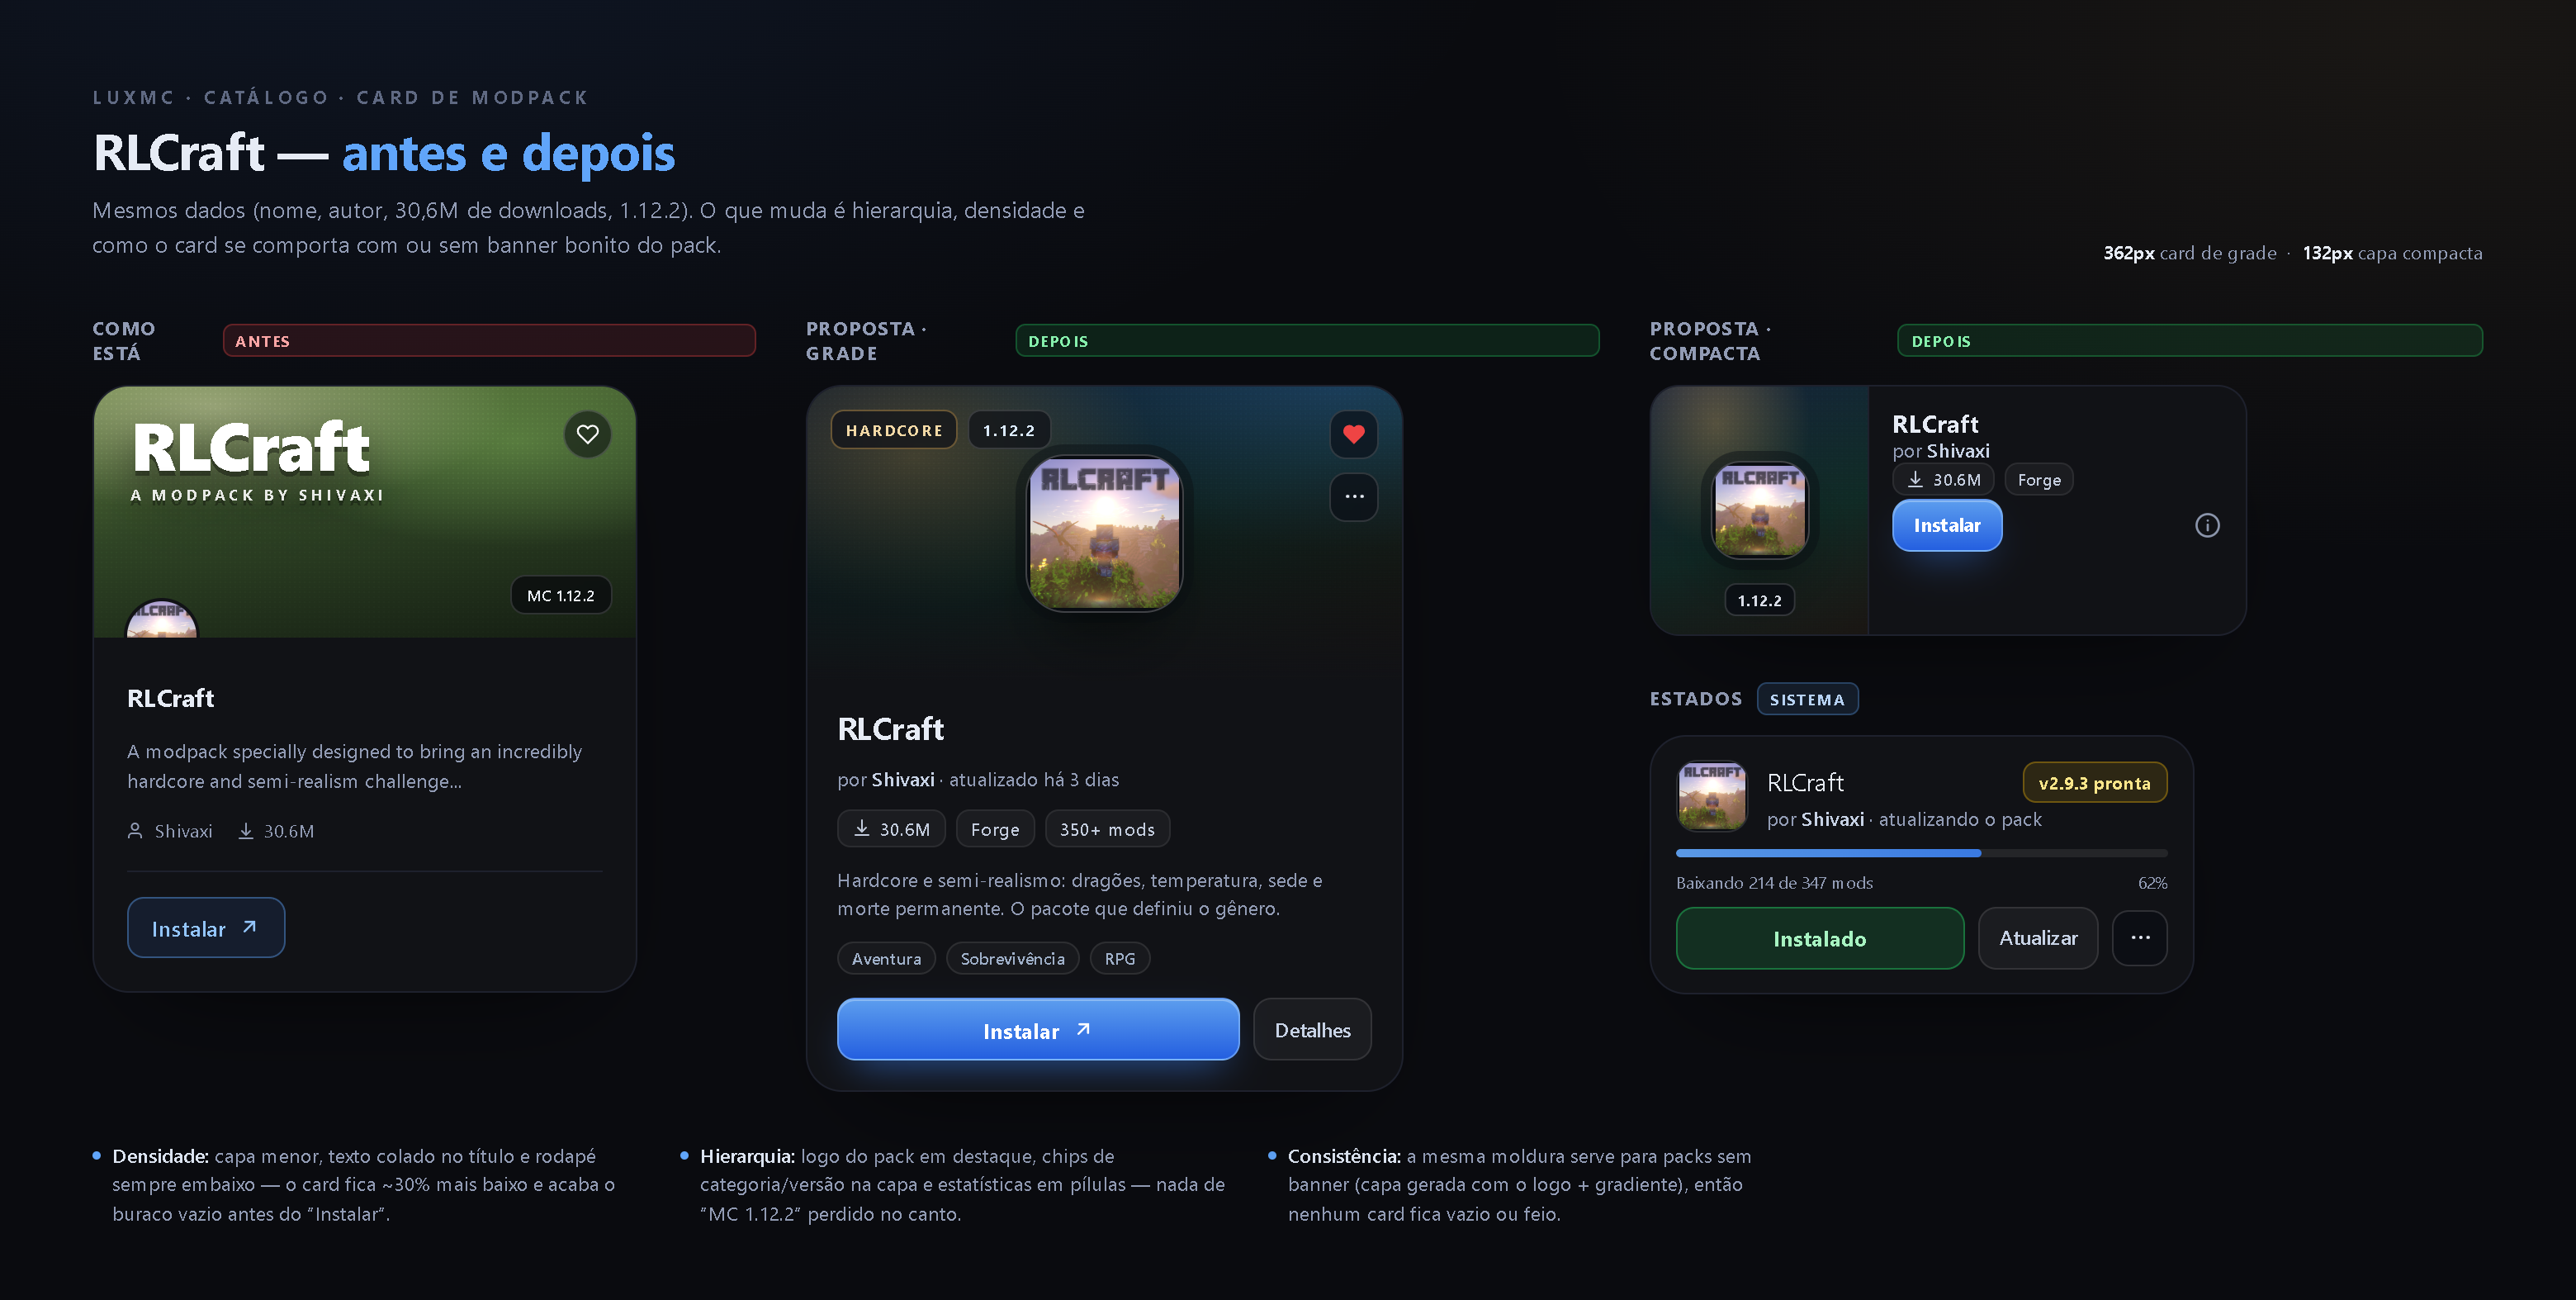 LUXMC · CATÁLOGO · CARD DE MODPACK
RLCraft — antes e depois
Mesmos dados (nome, autor, 30,6M de downloads, 1.12.2). O que muda é hierarquia, densidade e
como o card se comporta com ou sem banner bonito do pack.
362px card de grade · 132px capa compacta
COMO
ESTÁ
ANTES
RLCraft
A MODPACK BY SHIVAXI
MC 1.12.2
RLCRAFT
RLCraft
A modpack specially designed to bring an incredibly
hardcore and semi-realism challenge...
Shivaxi 30.6M
Instalar
PROPOSTA ·
GRADE
DEPOIS
HARDCORE 1.12.2
RLCRAFT
RLCraft
por Shivaxi · atualizado há 3 dias
30.6M Forge 350+ mods
Hardcore e semi-realismo: dragões, temperatura, sede e
morte permanente. O pacote que definiu o gênero.
Aventura Sobrevivência RPG
Instalar Detalhes
PROPOSTA ·
COMPACTA
DEPOIS
RLCRAFT
1.12.2
RLCraft
por Shivaxi
30.6M Forge
Instalar
ESTADOS SISTEMA
RLCRAFT
RLCraft
v2.9.3 pronta
por Shivaxi · atualizando o pack
Baixando 214 de 347 mods 62%
Instalado Atualizar
Densidade: capa menor, texto colado no título e rodapé
sempre embaixo — o card fica ~30% mais baixo e acaba o
buraco vazio antes do "Instalar".
Hierarquia: logo do pack em destaque, chips de
categoria/versão na capa e estatísticas em pílulas — nada de
"MC 1.12.2" perdido no canto.
Consistência: a mesma moldura serve para packs sem
banner (capa gerada com o logo + gradiente), então
nenhum card fica vazio ou feio.